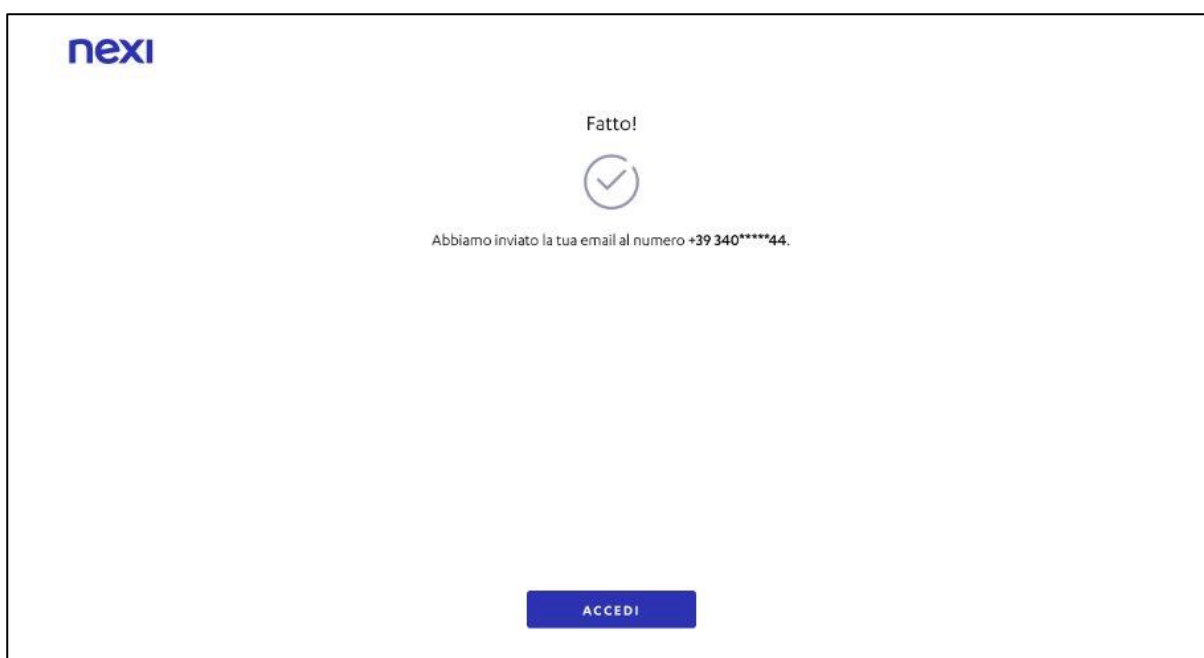 nexi
Fatto!
Abbiamo inviato la tua email al numero +39 340*****44.
ACCEDI